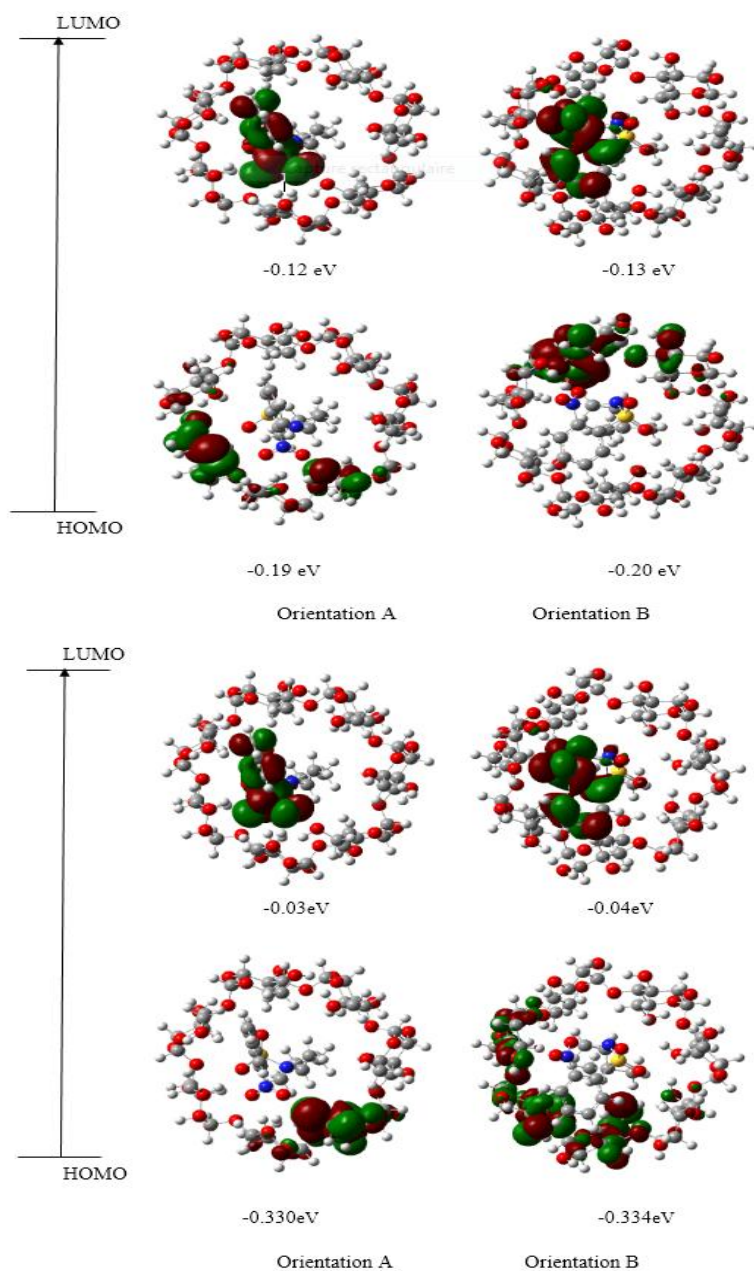 LUMO
-0.12 eV
-0.13 eV
HOMO
-0.19 eV
-0.20 eV
Orientation A
Orientation B
LUMO
-0.03eV
-0.04eV
HOMO
-0.330eV
-0.334eV
Orientation A
Orientation B